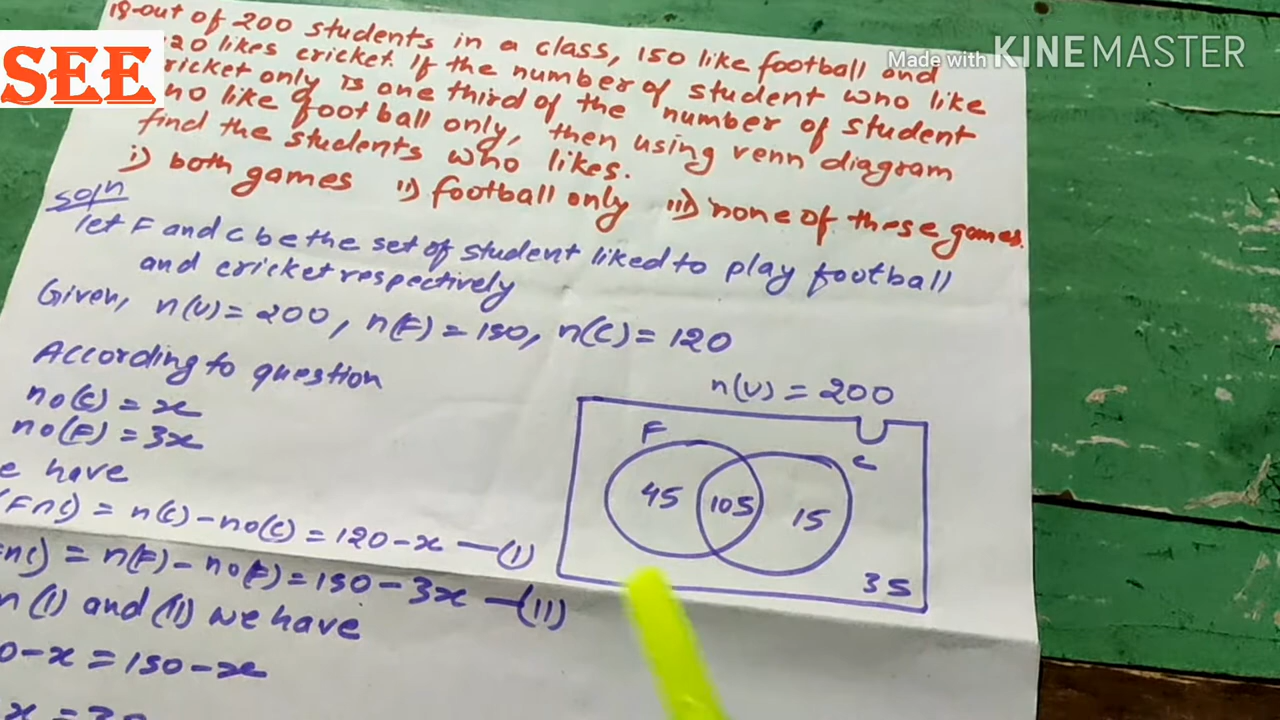 SEE
Made with KINEMASTER
18. out of 200 students in a class, 150 like football and
120 likes cricket. If the number of student who like
cricket only is one third of the number of student
who like football only, then using venn diagram
find the students who likes.
i) both games ii) football only iii) none of these games.
soln
let F and C be the set of student liked to play football
and cricket respectively
Given, n(U) = 200, n(F) = 150, n(C) = 120
According to question
no(C) = x
no(F) = 3x
e have
(FnC) = n(C) - no(C) = 120 - x —(I)
nC) = n(F) - no(F) = 150 - 3x —(II)
n (I) and (II) we have
0 - x = 150 - x
x = 30
n(U) = 200
F
C
45
105
15
35